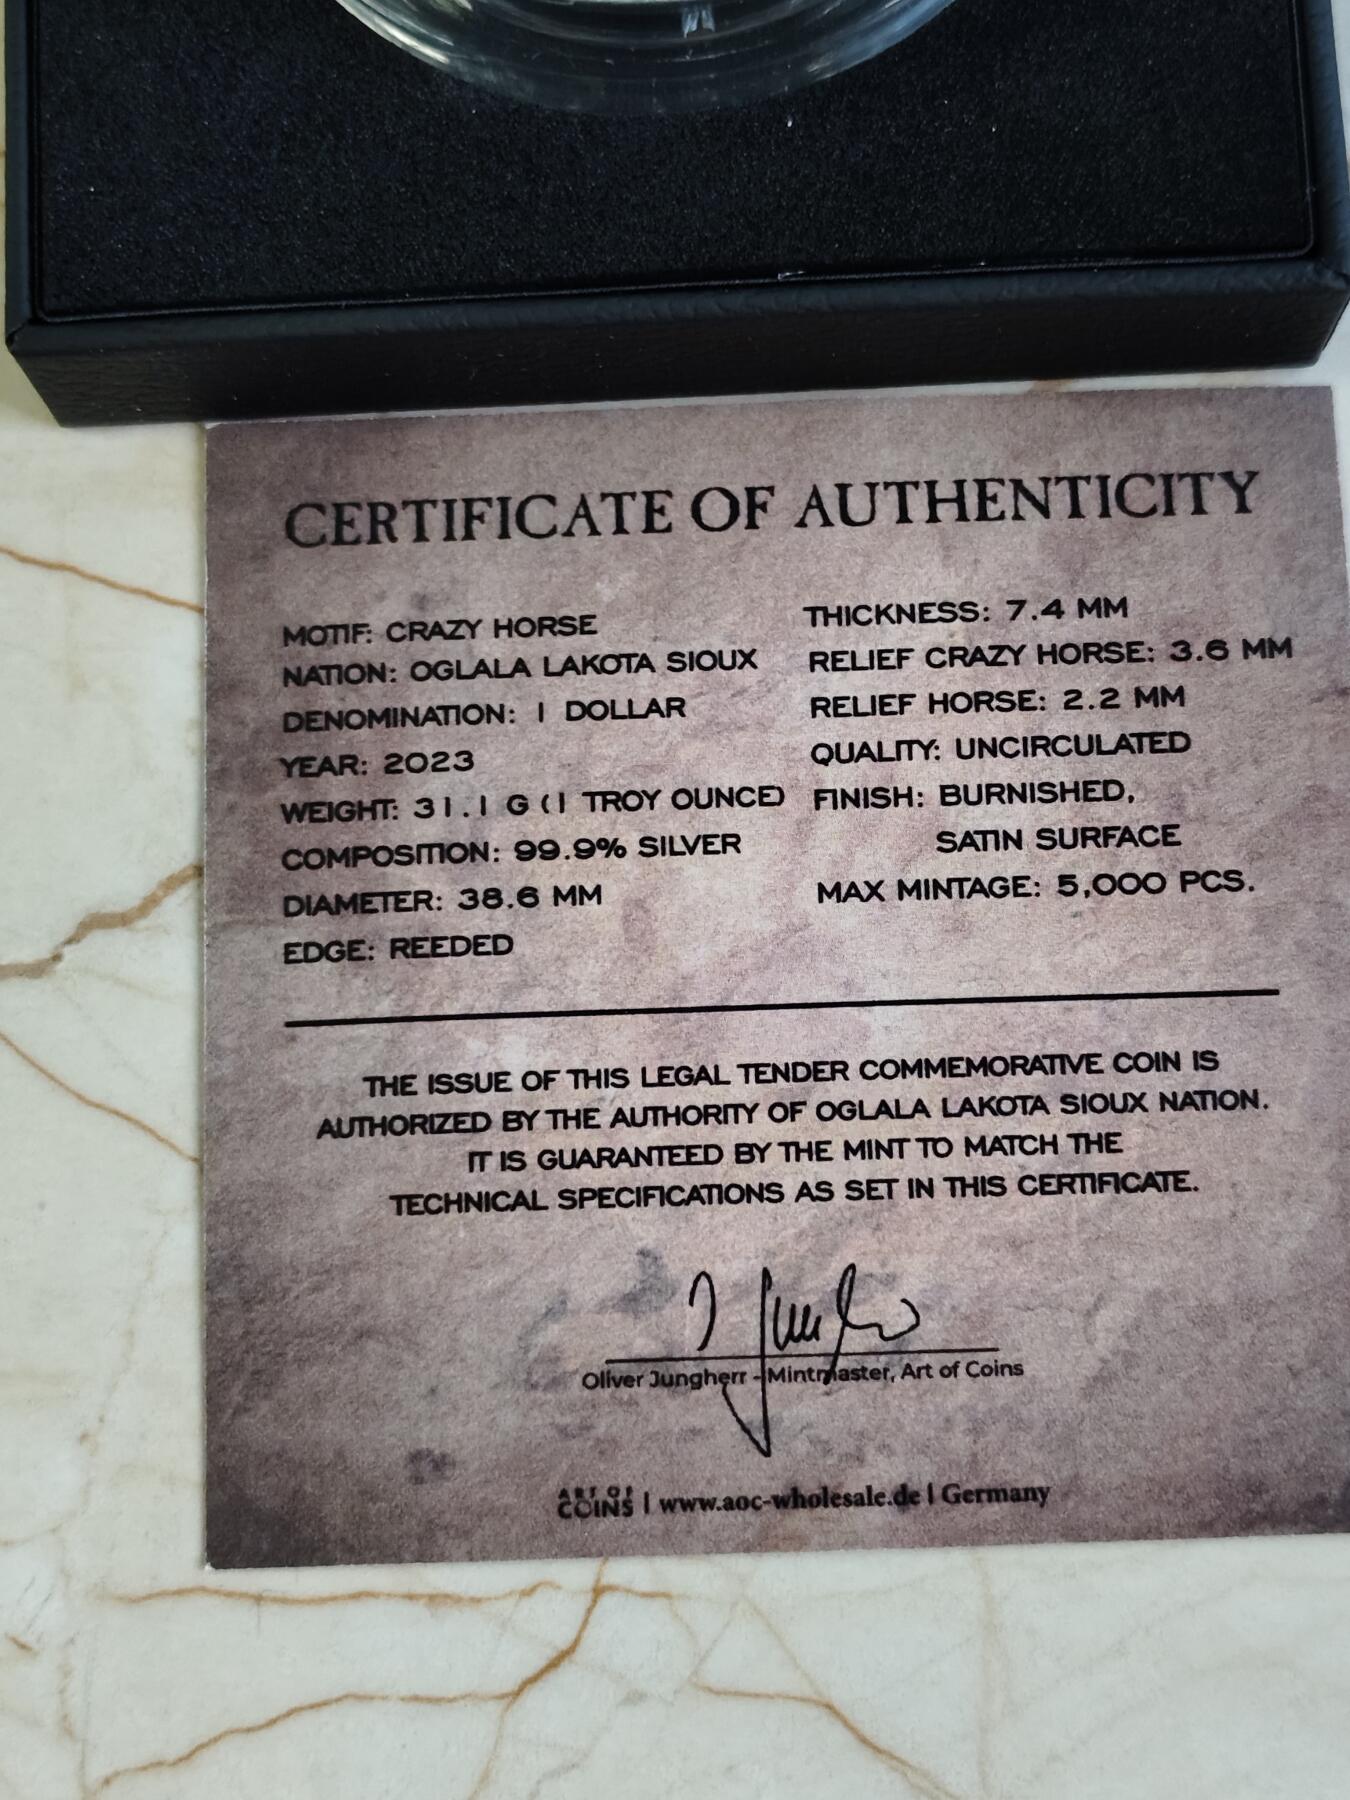 CERTIFICATE OF AUTHENTICITY
MOTIF: CRAZY HORSE
NATION: OGLALA LAKOTA SIOUX
DENOMINATION: 1 DOLLAR
YEAR: 2023
WEIGHT: 31.1 G (1 TROY OUNCE)
COMPOSITION: 99.9% SILVER
DIAMETER: 38.6 MM
EDGE: REEDED
THICKNESS: 7.4 MM
RELIEF CRAZY HORSE: 3.6 MM
RELIEF HORSE: 2.2 MM
QUALITY: UNCIRCULATED
FINISH: BURNISHED,
SATIN SURFACE
MAX MINTAGE: 5,000 PCS.
THE ISSUE OF THIS LEGAL TENDER COMMEMORATIVE COIN IS
AUTHORIZED BY THE AUTHORITY OF OGLALA LAKOTA SIOUX NATION.
IT IS GUARANTEED BY THE MINT TO MATCH THE
TECHNICAL SPECIFICATIONS AS SET IN THIS CERTIFICATE.
Oliver Jungherr - Mintmaster, Art of Coins
ART OF
COINS | www.aoc-wholesale.de | Germany